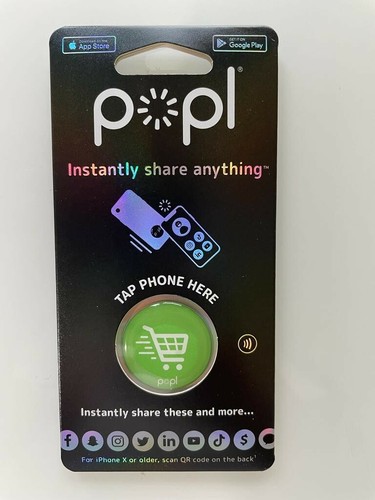 Download on the App Store
GET IT ON Google Play
popl®
Instantly share anything™
TAP PHONE HERE
popl
Instantly share these and more...
For iPhone X or older, scan QR code on the back